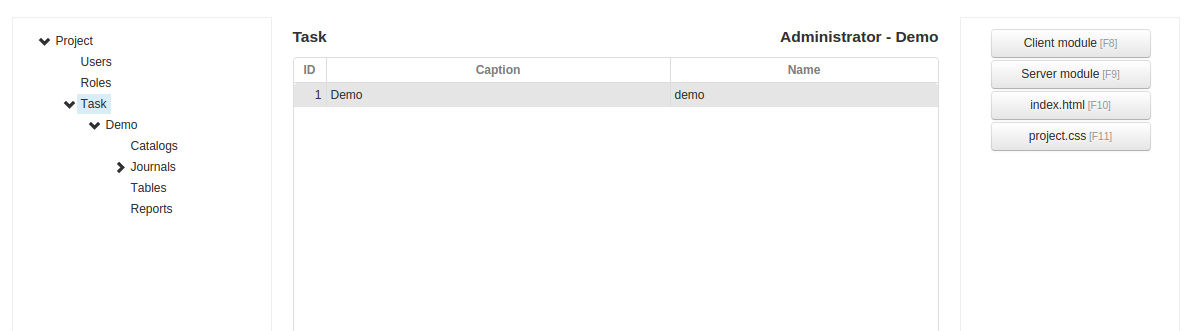 Project
Users
Roles
Task
Demo
Catalogs
Journals
Tables
Reports
Task
Administrator - Demo
ID Caption Name
1 Demo demo
Client module [F8]
Server module [F9]
index.html [F10]
project.css [F11]